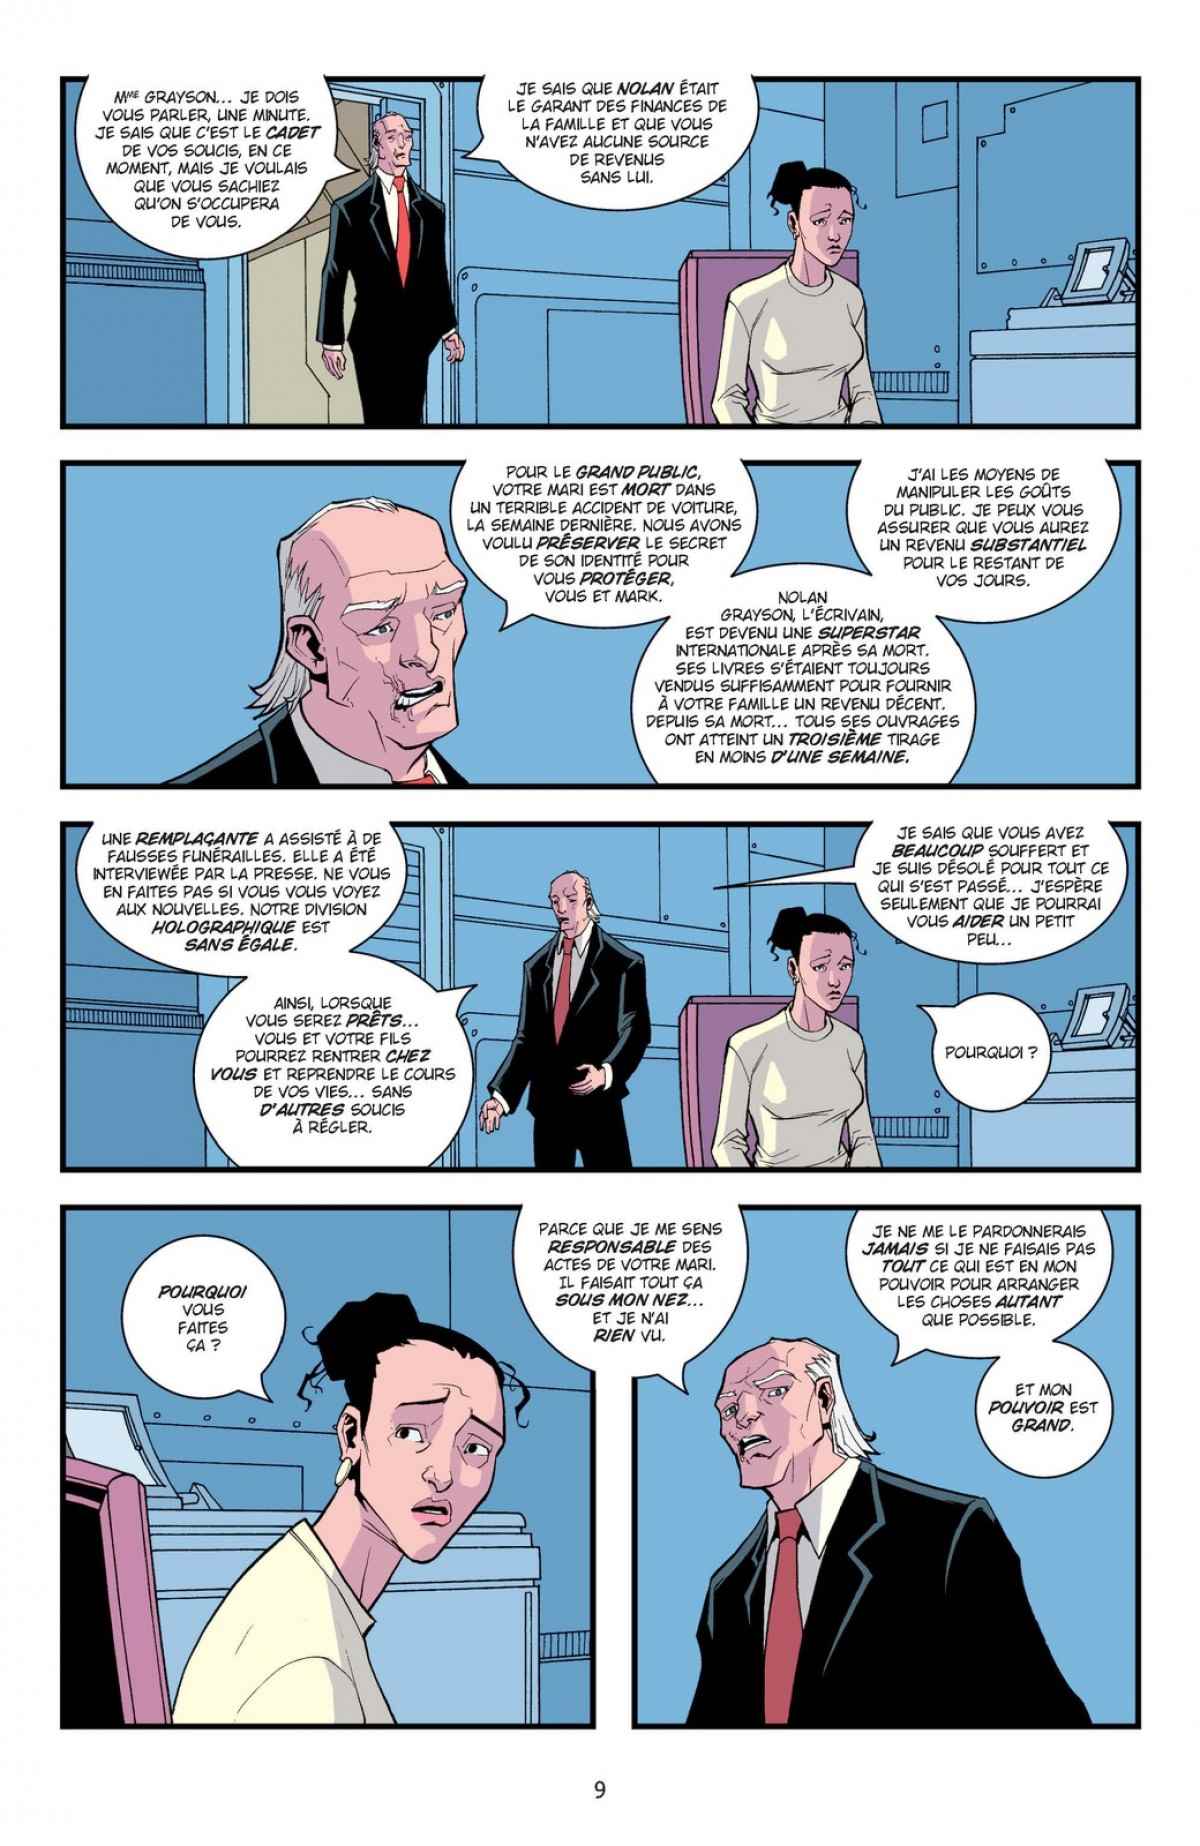 Mme GRAYSON... JE DOIS
VOUS PARLER, UNE MINUTE.
JE SAIS QUE C'EST LE CADET
DE VOS SOUCIS, EN CE
MOMENT, MAIS JE VOULAIS
QUE VOUS SACHIEZ
QU'ON S'OCCUPERA
DE VOUS.
JE SAIS QUE NOLAN ÉTAIT
LE GARANT DES FINANCES DE
LA FAMILLE ET QUE VOUS
N'AVEZ AUCUNE SOURCE
DE REVENUS
SANS LUI.
POUR LE GRAND PUBLIC,
VOTRE MARI EST MORT DANS
UN TERRIBLE ACCIDENT DE VOITURE,
LA SEMAINE DERNIÈRE. NOUS AVONS
VOULU PRÉSERVER LE SECRET
DE SON IDENTITÉ POUR
VOUS PROTÉGER,
VOUS ET MARK.
J'AI LES MOYENS DE
MANIPULER LES GOÛTS
DU PUBLIC. JE PEUX VOUS
ASSURER QUE VOUS AUREZ
UN REVENU SUBSTANTIEL
POUR LE RESTANT DE
VOS JOURS.
NOLAN
GRAYSON, L'ÉCRIVAIN,
EST DEVENU UNE SUPERSTAR
INTERNATIONALE APRÈS SA MORT.
SES LIVRES S'ÉTAIENT TOUJOURS
VENDUS SUFFISAMMENT POUR FOURNIR
À VOTRE FAMILLE UN REVENU DÉCENT.
DEPUIS SA MORT... TOUS SES OUVRAGES
ONT ATTEINT UN TROISIÈME TIRAGE
EN MOINS D'UNE SEMAINE.
UNE REMPLAÇANTE A ASSISTÉ À DE
FAUSSES FUNÉRAILLES. ELLE A ÉTÉ
INTERVIEWÉE PAR LA PRESSE. NE VOUS
EN FAITES PAS SI VOUS VOUS VOYEZ
AUX NOUVELLES. NOTRE DIVISION
HOLOGRAPHIQUE EST
SANS ÉGALE.
AINSI, LORSQUE
VOUS SEREZ PRÊTS...
VOUS ET VOTRE FILS
POURREZ RENTRER CHEZ
VOUS ET REPRENDRE LE COURS
DE VOS VIES... SANS
D'AUTRES SOUCIS
À RÉGLER.
JE SAIS QUE VOUS AVEZ
BEAUCOUP SOUFFERT ET
JE SUIS DÉSOLÉ POUR TOUT CE
QUI S'EST PASSÉ... J'ESPÈRE
SEULEMENT QUE JE POURRAI
VOUS AIDER UN PETIT
PEU...
POURQUOI ?
POURQUOI
VOUS
FAITES
ÇA ?
PARCE QUE JE ME SENS
RESPONSABLE DES
ACTES DE VOTRE MARI.
IL FAISAIT TOUT ÇA
SOUS MON NEZ...
ET JE N'AI
RIEN VU.
JE NE ME LE PARDONNERAIS
JAMAIS SI JE NE FAISAIS PAS
TOUT CE QUI EST EN MON
POUVOIR POUR ARRANGER
LES CHOSES AUTANT
QUE POSSIBLE.
ET MON
POUVOIR EST
GRAND.
9